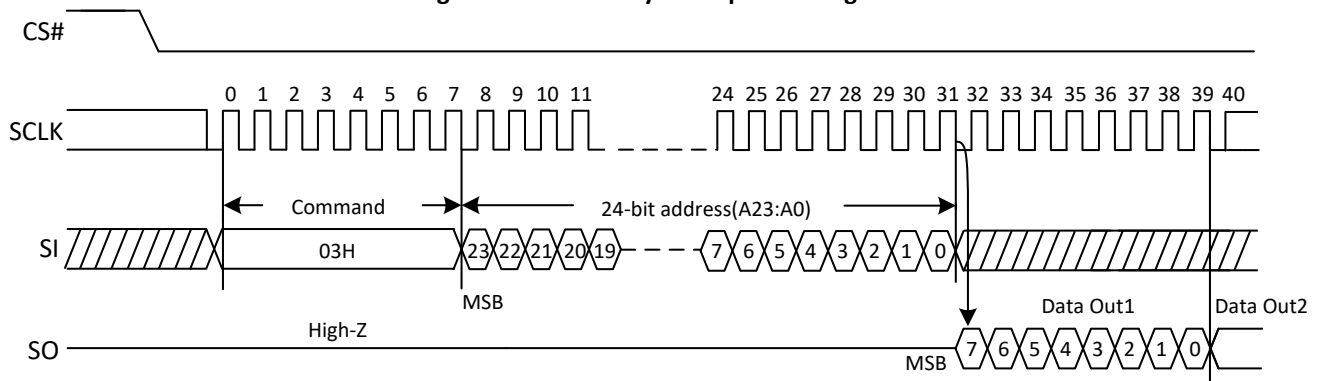 CS#
0 1 2 3 4 5 6 7 8 9 10 11 24 25 26 27 28 29 30 31 32 33 34 35 36 37 38 39 40
SCLK
Command 24-bit address(A23:A0)
SI 03H 23 22 21 20 19 7 6 5 4 3 2 1 0
MSB Data Out1 Data Out2
High-Z
SO MSB 7 6 5 4 3 2 1 0